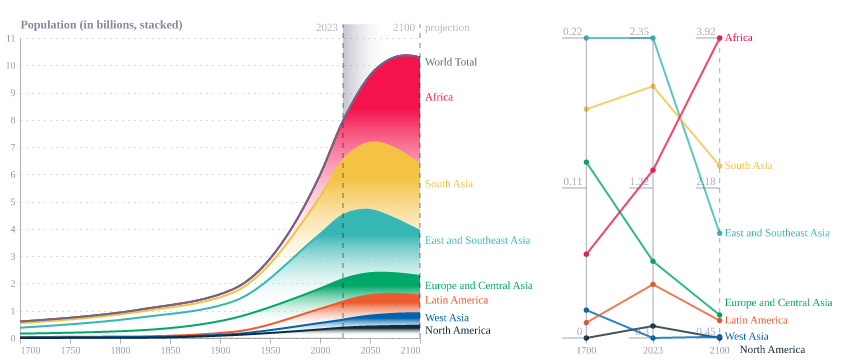 Population (in billions, stacked)
2023
2100
projection
11
10
9
8
7
6
5
4
3
2
1
0
World Total
Africa
South Asia
East and Southeast Asia
Europe and Central Asia
Latin America
West Asia
North America
1700
1750
1800
1850
1900
1950
2000
2050
2100
0.22
2.35
3.92
Africa
South Asia
0.11
1.32
2.18
East and Southeast Asia
Europe and Central Asia
Latin America
0
0.45
West Asia
North America
1700
2023
2100